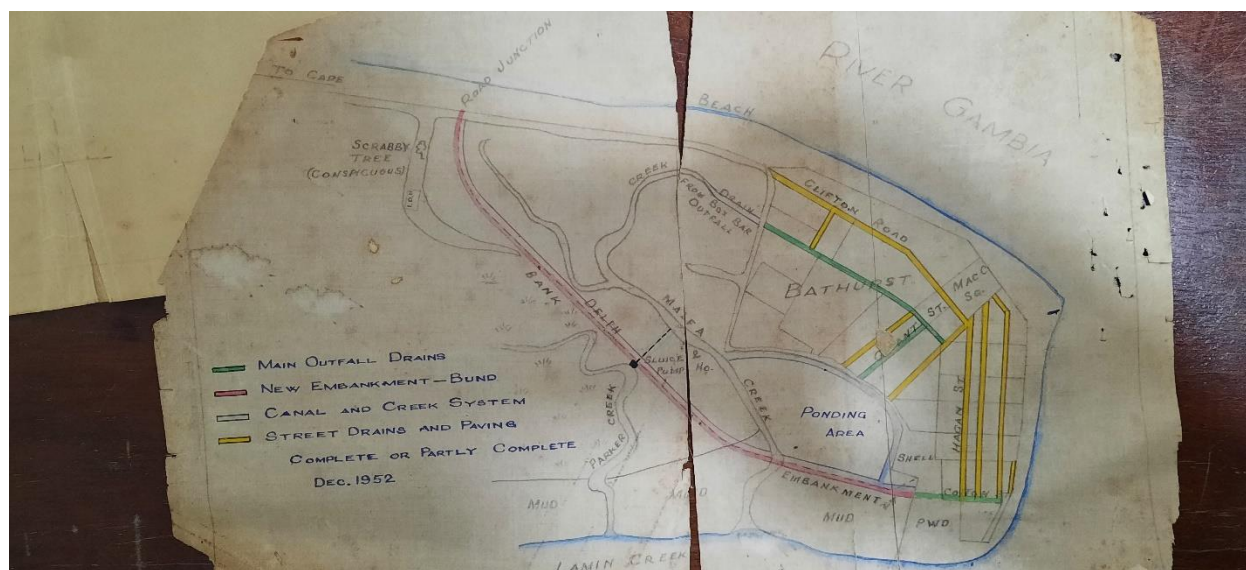 RIVER GAMBIA
TO CAPE
ROAD JUNCTION
BEACH
SCRABBY
TREE
(CONSPICUOUS)
CREEK
DRAIN
FROM BOX BAR
OUTFALL
CLIFTON ROAD
BATHURST
MACC
SQ.
ST.
BANK
DELPH
MALFA
CREEK
SLUICE &
PUMP HO.
HAGAN ST
PONDING
AREA
SHELL
PARKER CREEK
EMBANKMENT
MUD
MUD
MUD
PWD
LAMIN CREEK
MAIN OUTFALL DRAINS
NEW EMBANKMENT—BUND
CANAL AND CREEK SYSTEM
STREET DRAINS AND PAVING
COMPLETE OR PARTLY COMPLETE
DEC. 1952